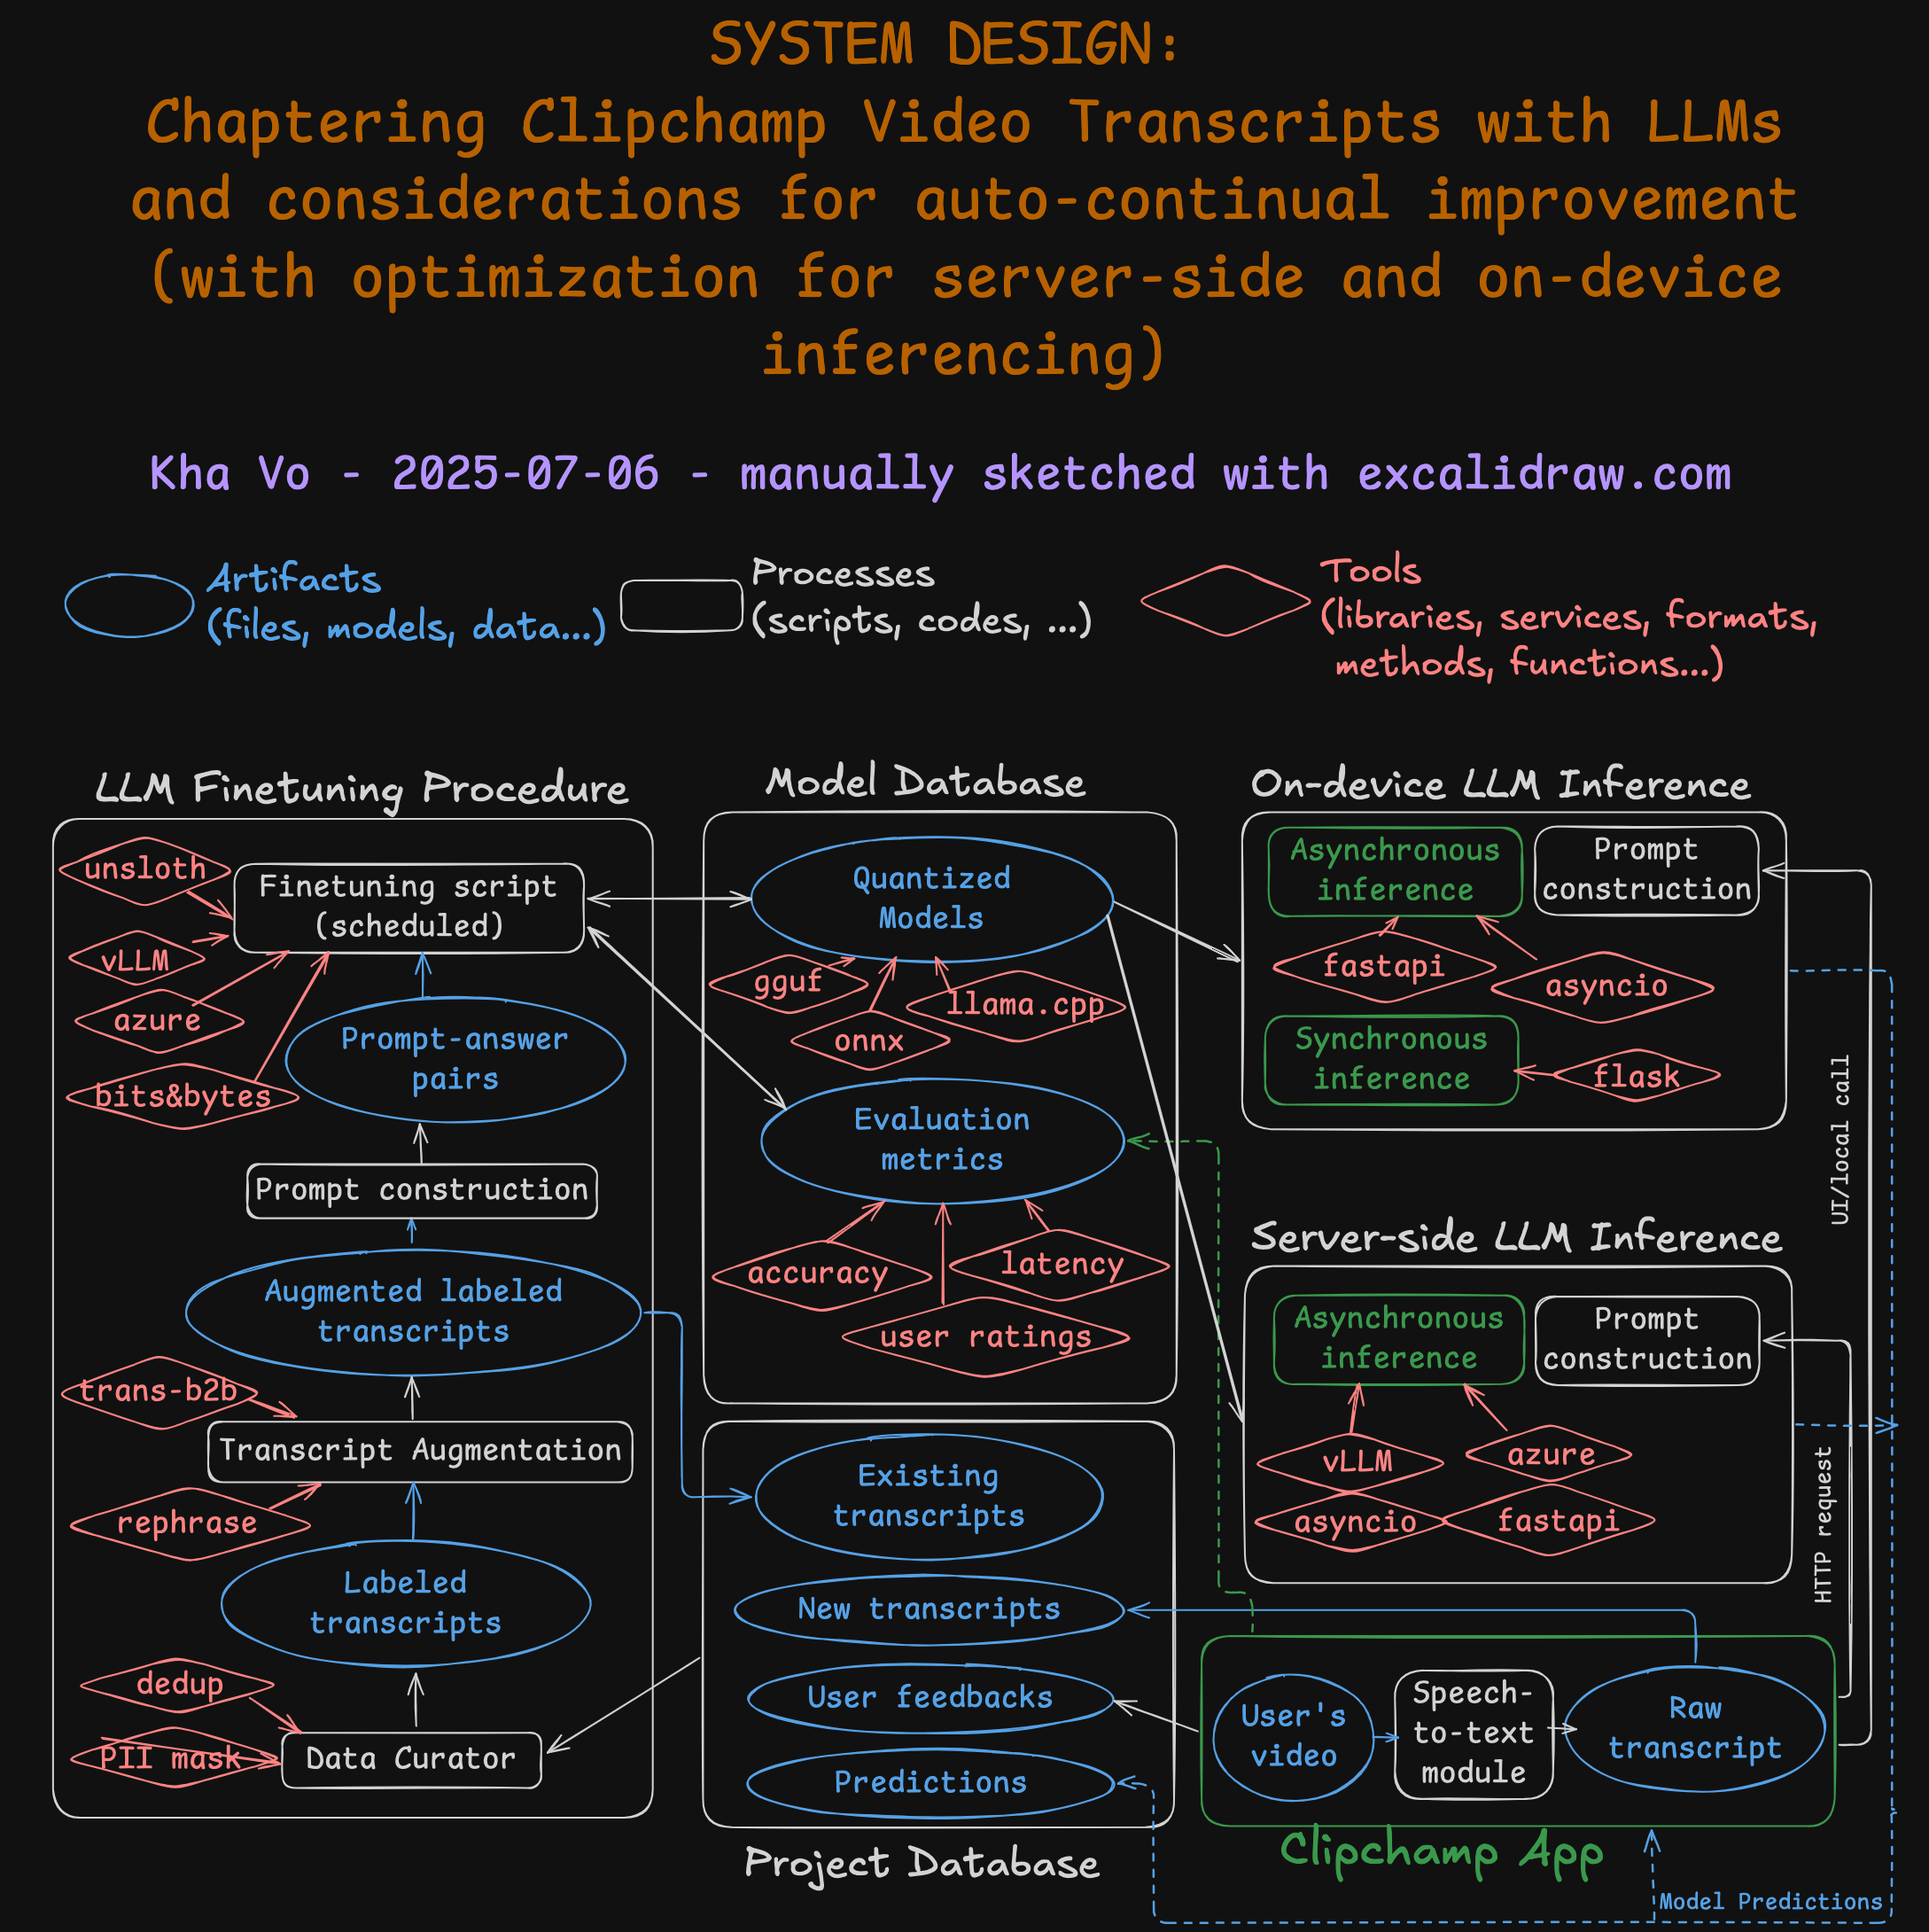 SYSTEM DESIGN:
Chaptering Clipchamp Video Transcripts with LLMs
and considerations for auto-continual improvement
(with optimization for server-side and on-device
inferencing)
Kha Vo - 2025-07-06 - manually sketched with excalidraw.com
Artifacts
(files, models, data...)
Processes
(scripts, codes, ...)
Tools
(libraries, services, formats,
methods, functions...)
LLM Finetuning Procedure
unsloth
Finetuning script
(scheduled)
vLLM
azure
bits&bytes
Prompt-answer
pairs
Prompt construction
Augmented labeled
transcripts
trans-b2b
Transcript Augmentation
rephrase
Labeled
transcripts
dedup
PII mask
Data Curator
Model Database
Quantized
Models
gguf
llama.cpp
onnx
Evaluation
metrics
accuracy
latency
user ratings
Existing
transcripts
New transcripts
User feedbacks
Predictions
Project Database
On-device LLM Inference
Asynchronous
inference
Prompt
construction
fastapi
asyncio
Synchronous
inference
flask
UI/local call
Server-side LLM Inference
Asynchronous
inference
Prompt
construction
vLLM
azure
asyncio
fastapi
HTTP request
User's
video
Speech-
to-text
module
Raw
transcript
Clipchamp App
Model Predictions